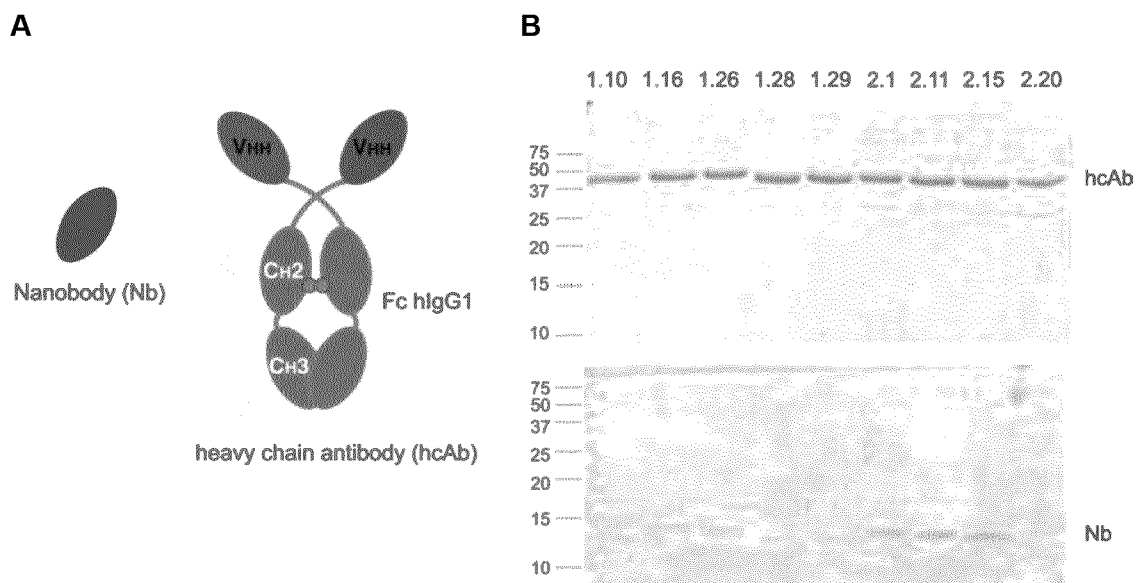 A
VHH VHH
CH2
Nanobody (Nb)
Fc hIgG1
CH3
heavy chain antibody (hcAb)
B
1.10 1.16 1.26 1.28 1.29 2.1 2.11 2.15 2.20
75
50
37
25
20
15
10
hcAb
75
50
37
25
20
15
10
Nb